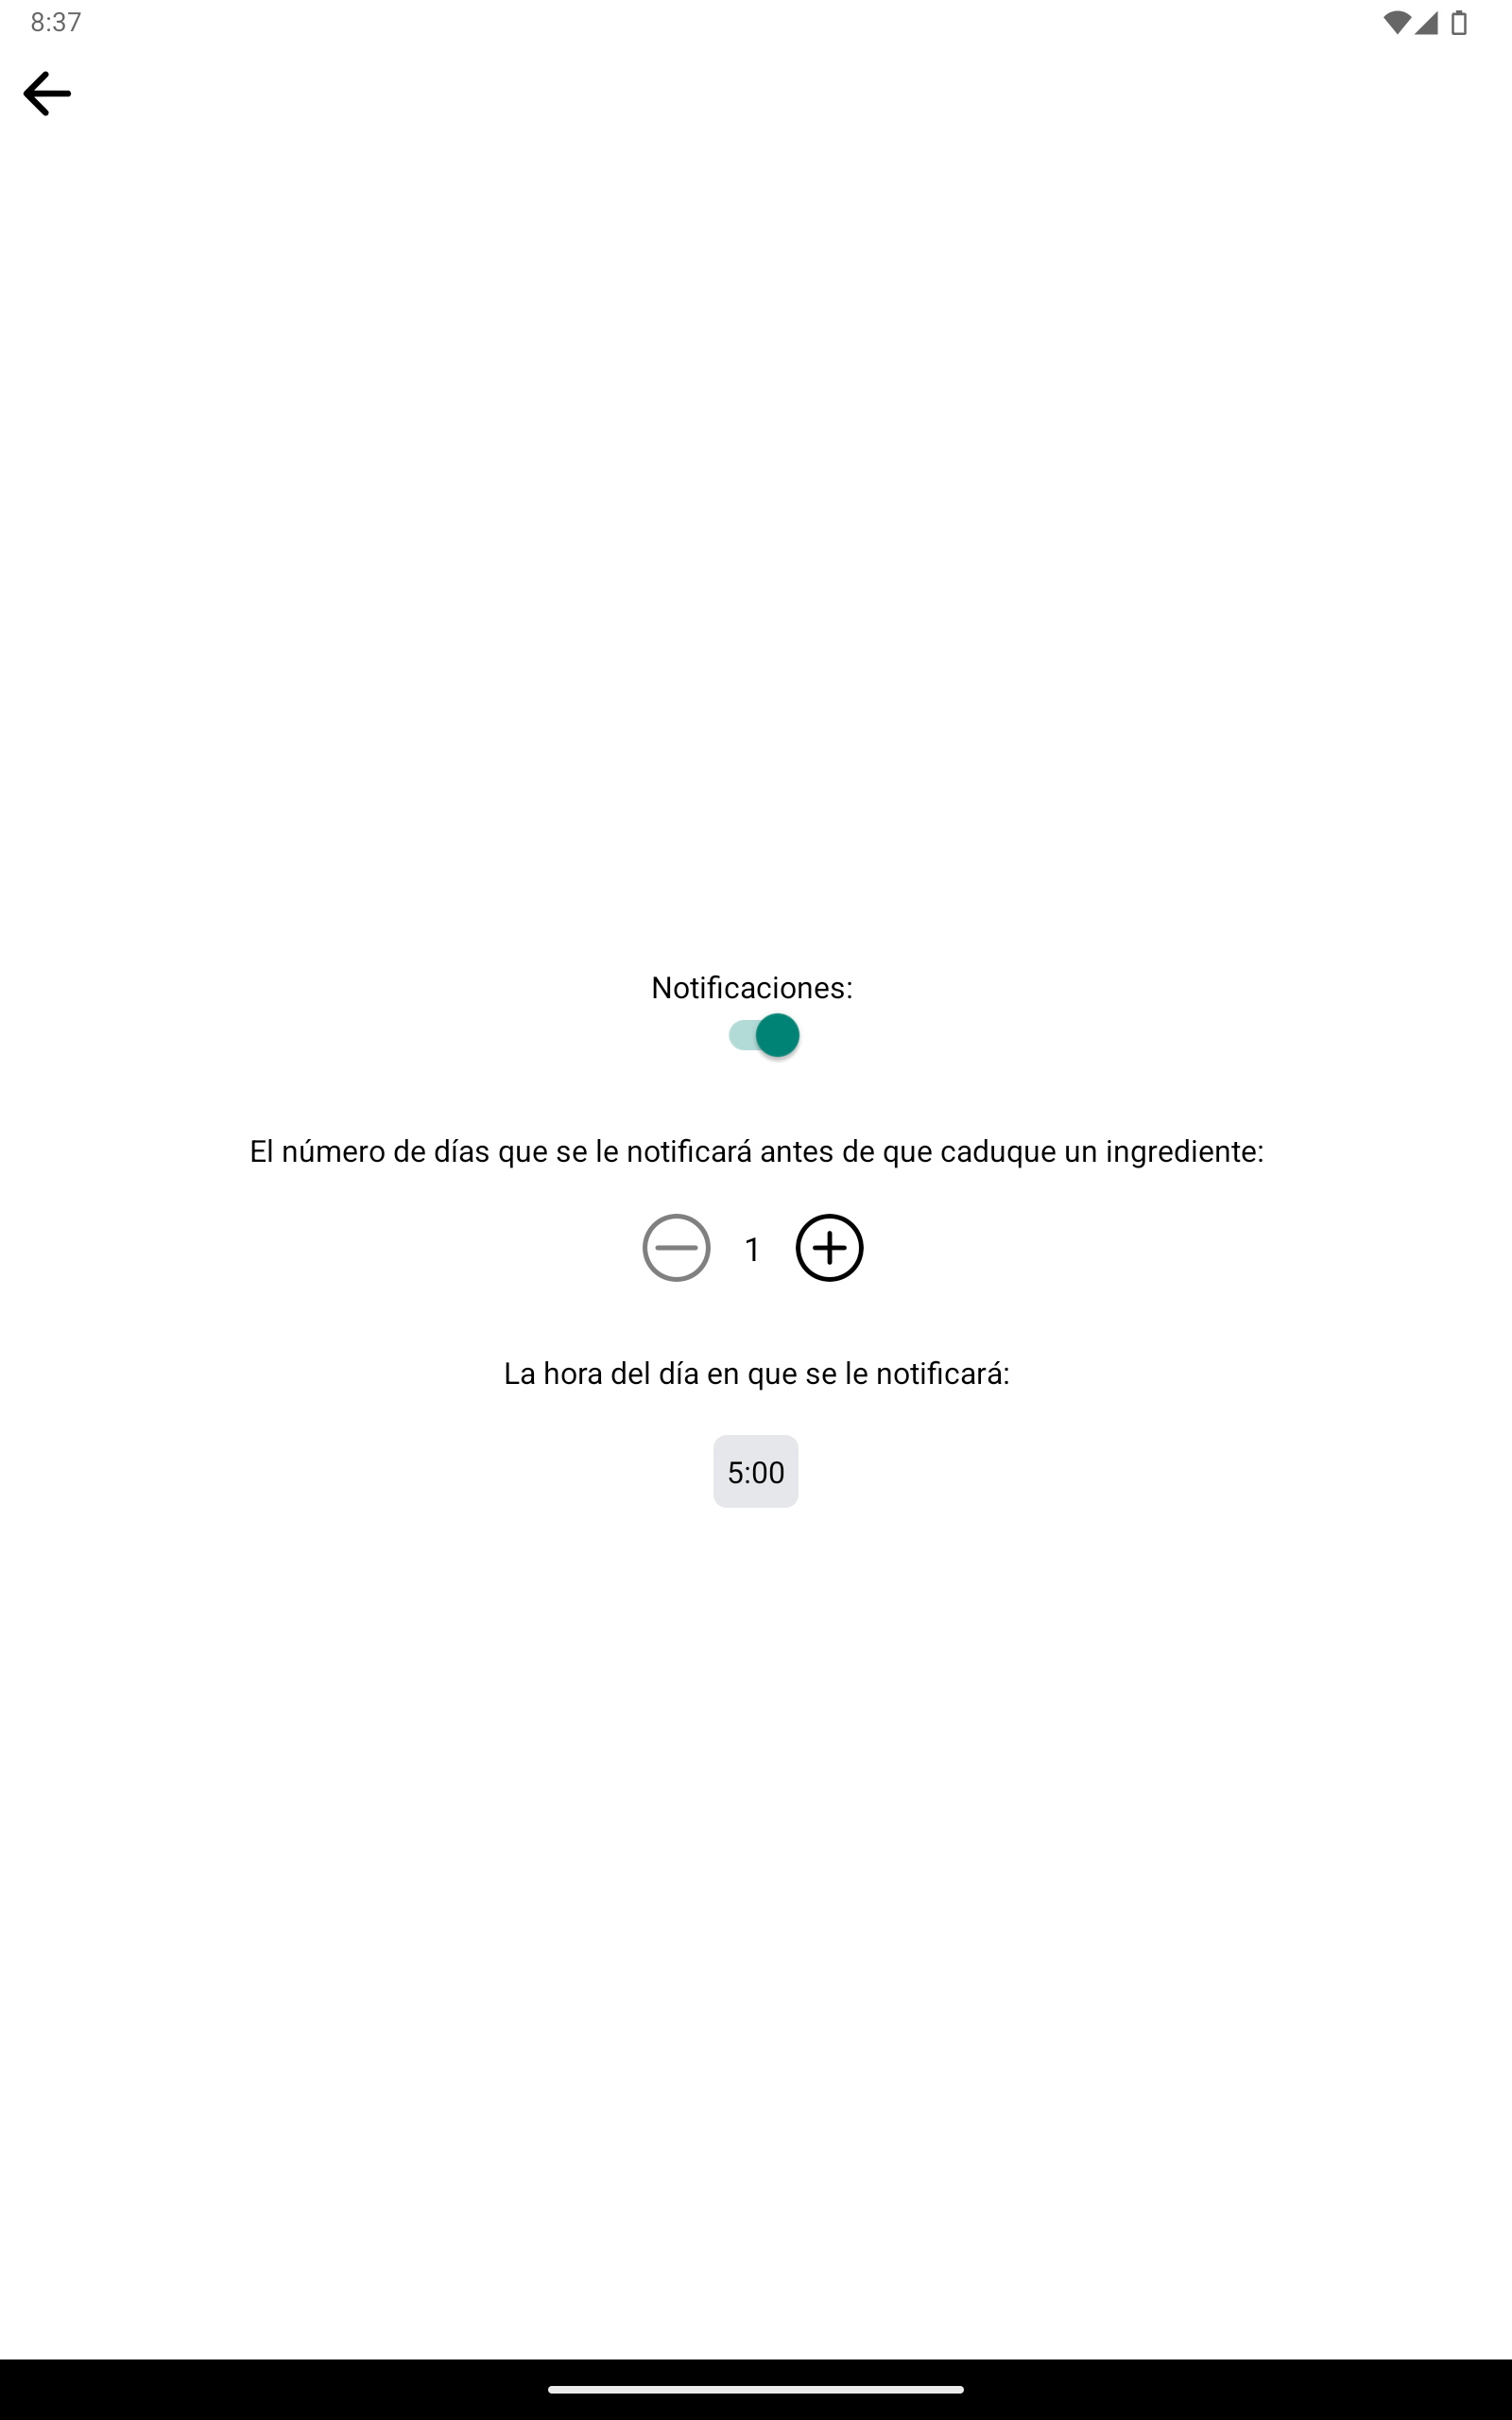 8:37
Notificaciones:
El número de días que se le notificará antes de que caduque un ingrediente:
1
La hora del día en que se le notificará:
5:00